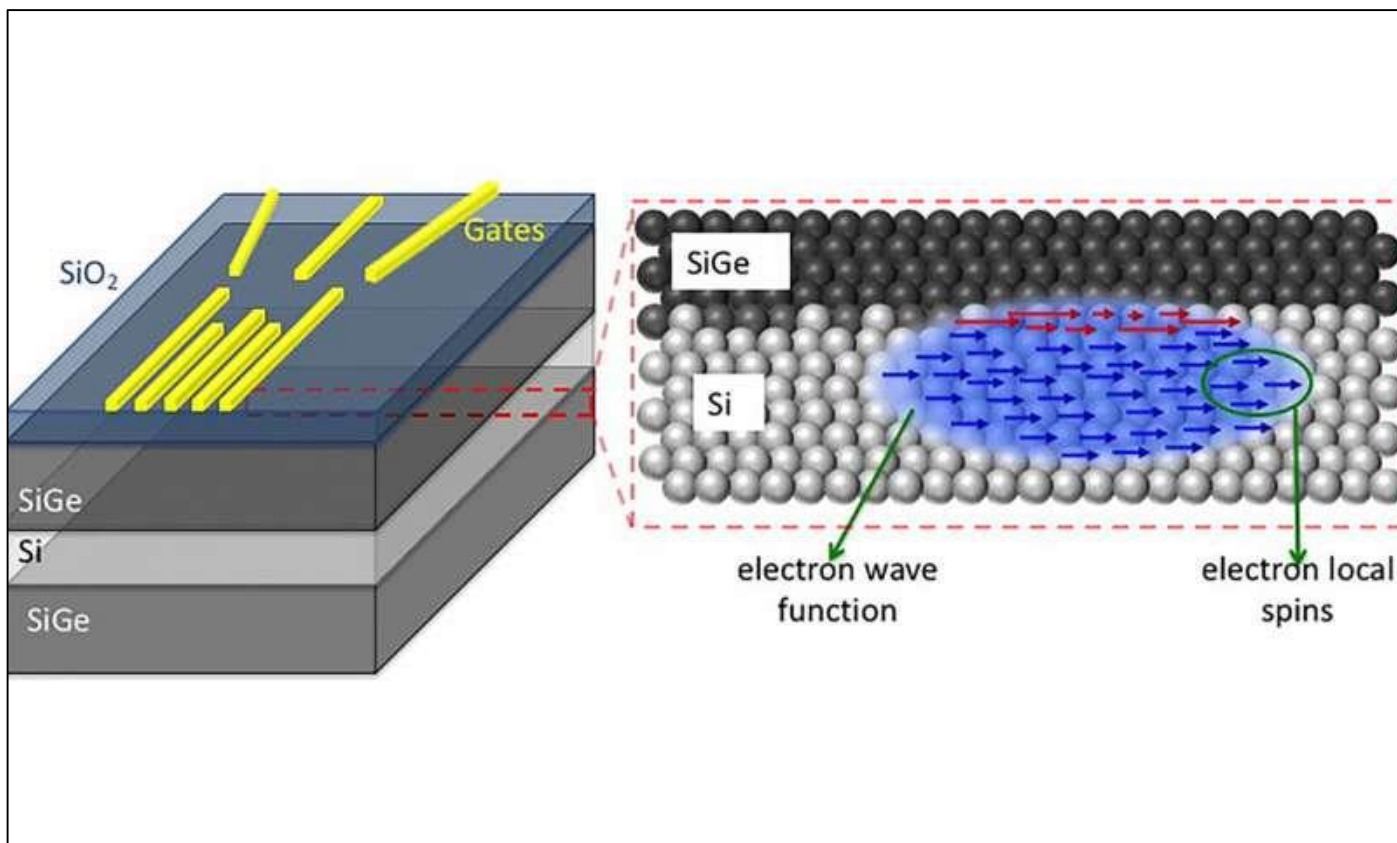 Gates
SiO₂
SiGe
Si
SiGe
SiGe
Si
electron wave
function
electron local
spins